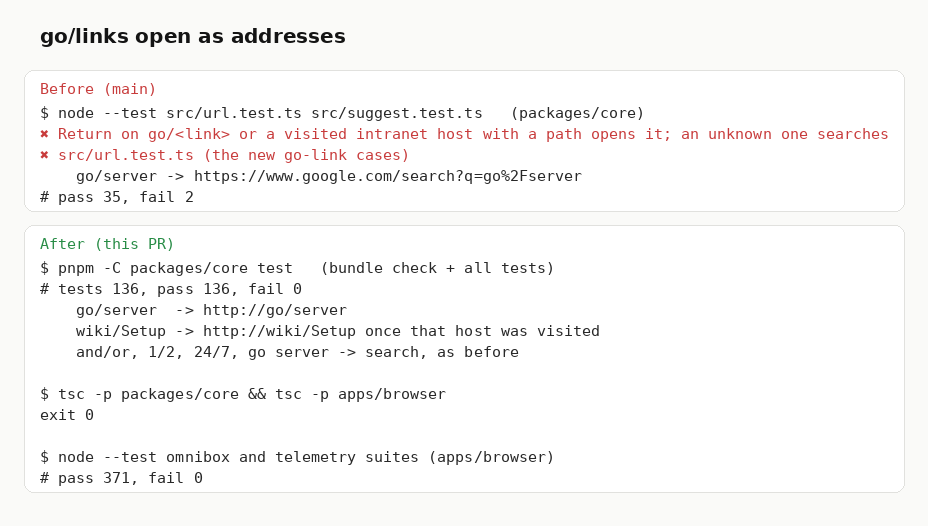 go/links open as addresses
Before (main)
$ node --test src/url.test.ts src/suggest.test.ts   (packages/core)
✖ Return on go/<link> or a visited intranet host with a path opens it; an unknown one searches
✖ src/url.test.ts (the new go-link cases)
    go/server -> https://www.google.com/search?q=go%2Fserver
# pass 35, fail 2
After (this PR)
$ pnpm -C packages/core test   (bundle check + all tests)
# tests 136, pass 136, fail 0
    go/server  -> http://go/server
    wiki/Setup -> http://wiki/Setup once that host was visited
    and/or, 1/2, 24/7, go server -> search, as before
$ tsc -p packages/core && tsc -p apps/browser
exit 0
$ node --test omnibox and telemetry suites (apps/browser)
# pass 371, fail 0